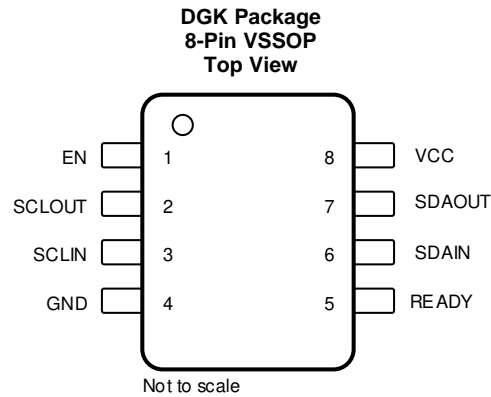 DGK Package
8-Pin VSSOP
Top View
EN 1 8 VCC
SCLOUT 2 7 SDAOUT
SCLIN 3 6 SDAIN
GND 4 5 READY
Not to scale